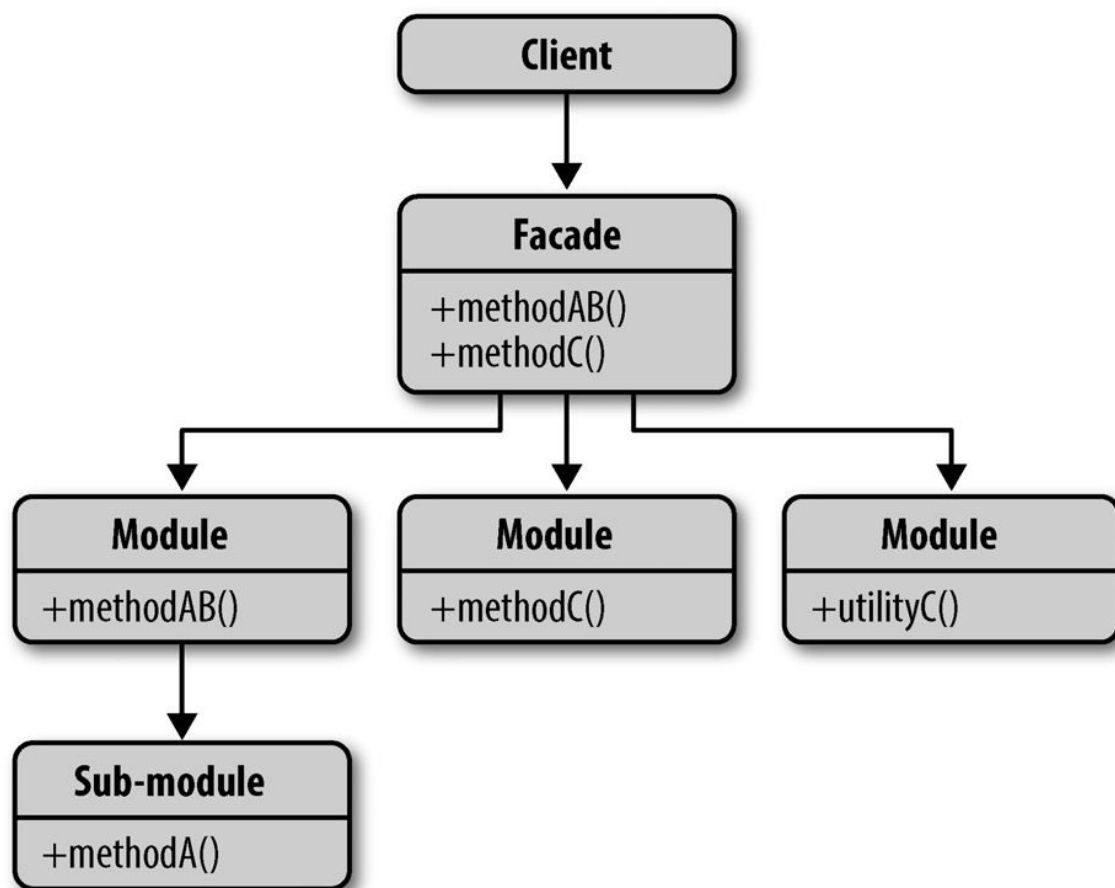 Client
Facade
+methodAB()
+methodC()
Module
+methodAB()
Module
+methodC()
Module
+utilityC()
Sub-module
+methodA()